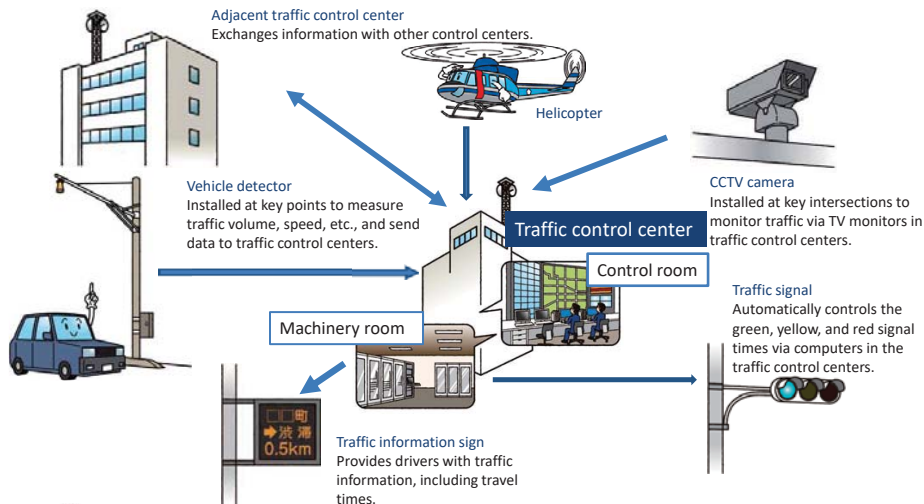 Adjacent traffic control center
Exchanges information with other control centers.
Helicopter
CCTV camera
Installed at key intersections to
monitor traffic via TV monitors in
traffic control centers.
Vehicle detector
Installed at key points to measure
traffic volume, speed, etc., and send
data to traffic control centers.
Traffic control center
Control room
Machinery room
Traffic signal
Automatically controls the
green, yellow, and red signal
times via computers in the
traffic control centers.
□□町
➡渋滞
0.5km
Traffic information sign
Provides drivers with traffic
information, including travel
times.